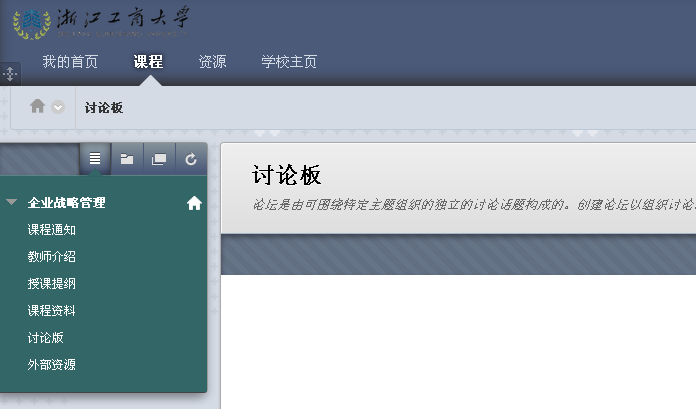 浙江工商大学
我的首页 课程 资源 学校主页
讨论板
企业战略管理
课程通知
教师介绍
授课提纲
课程资料
讨论版
外部资源
讨论板
论坛是由可围绕特定主题组织的独立的讨论话题构成的。创建论坛以组织讨论